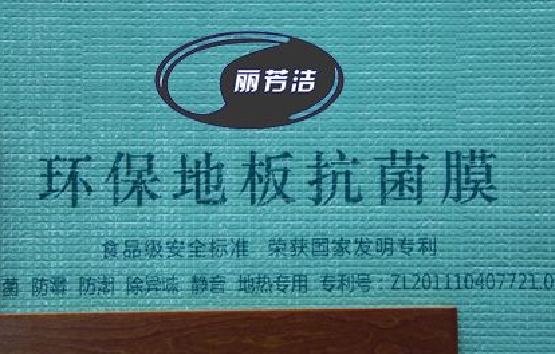 丽芳洁
环保地板抗菌膜
食品级安全标准 荣获国家发明专利
菌 防霉 防潮 除异味 静音 地热专用 专利号：ZL201110407721.0